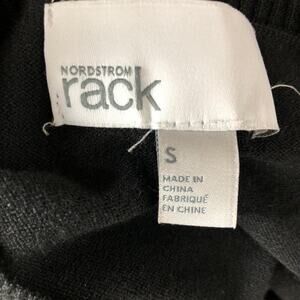 NORDSTROM
rack
S
MADE IN
CHINA
FABRIQUÉ
EN CHINE